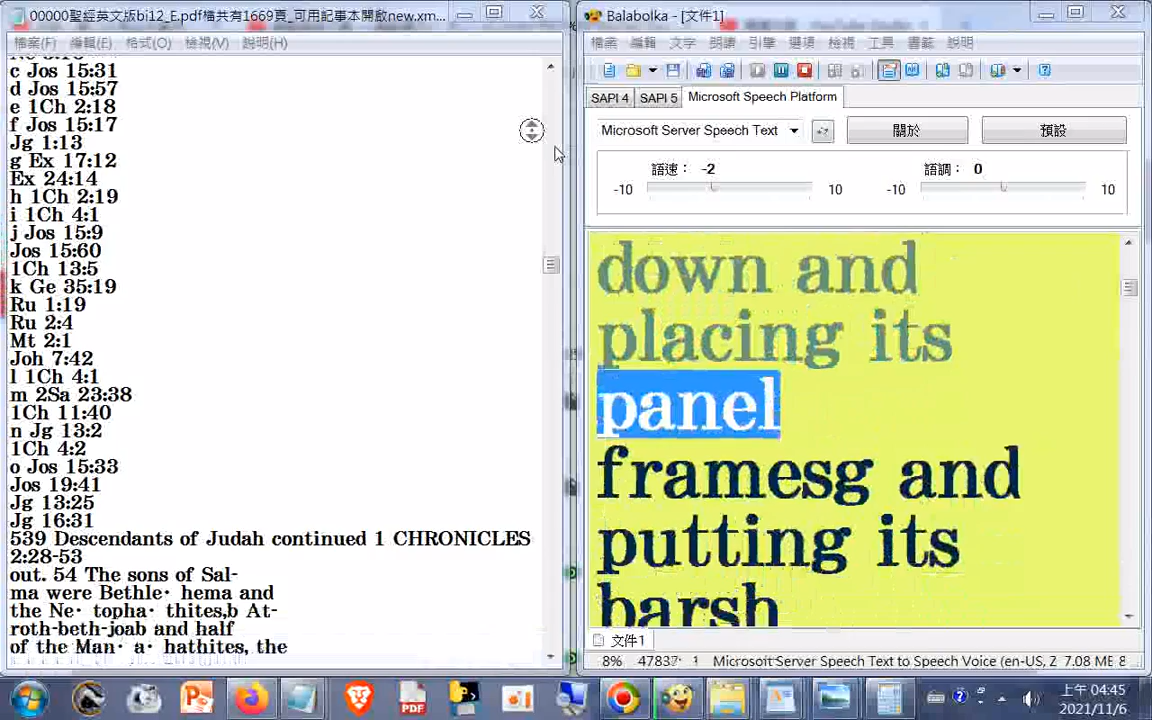 00000聖經英文版bi12_E.pdf檔共有1669頁_可用記事本開啟new.xm...
檔案(F) 編輯(E) 格式(O) 檢視(V) 說明(H)
c Jos 15:31
d Jos 15:57
e 1Ch 2:18
f Jos 15:17
Jg 1:13
g Ex 17:12
Ex 24:14
h 1Ch 2:19
i 1Ch 4:1
j Jos 15:9
Jos 15:60
1Ch 13:5
k Ge 35:19
Ru 1:19
Ru 2:4
Mt 2:1
Joh 7:42
l 1Ch 4:1
m 2Sa 23:38
1Ch 11:40
n Jg 13:2
1Ch 4:2
o Jos 15:33
Jos 19:41
Jg 13:25
Jg 16:31
539 Descendants of Judah continued 1 CHRONICLES
2:28-53
out. 54 The sons of Sal-
ma were Bethle· hema and
the Ne· topha· thites,b At-
roth-beth-joab and half
of the Man· a· hathites, the
Balabolka - [文件1]
檔案 編輯 文字 朗讀 引擎 選項 檢視 工具 書籤 說明
SAPI 4 SAPI 5 Microsoft Speech Platform
Microsoft Server Speech Text 關於 預設
語速： -2 語調： 0
-10 10 -10 10
down and
placing its
panel
framesg and
putting its
barsh
文件1
8% 47837: 1 Microsoft Server Speech Text to Speech Voice (en-US, 2 7.08 MB 8
PDF
上午 04:45
2021/11/6